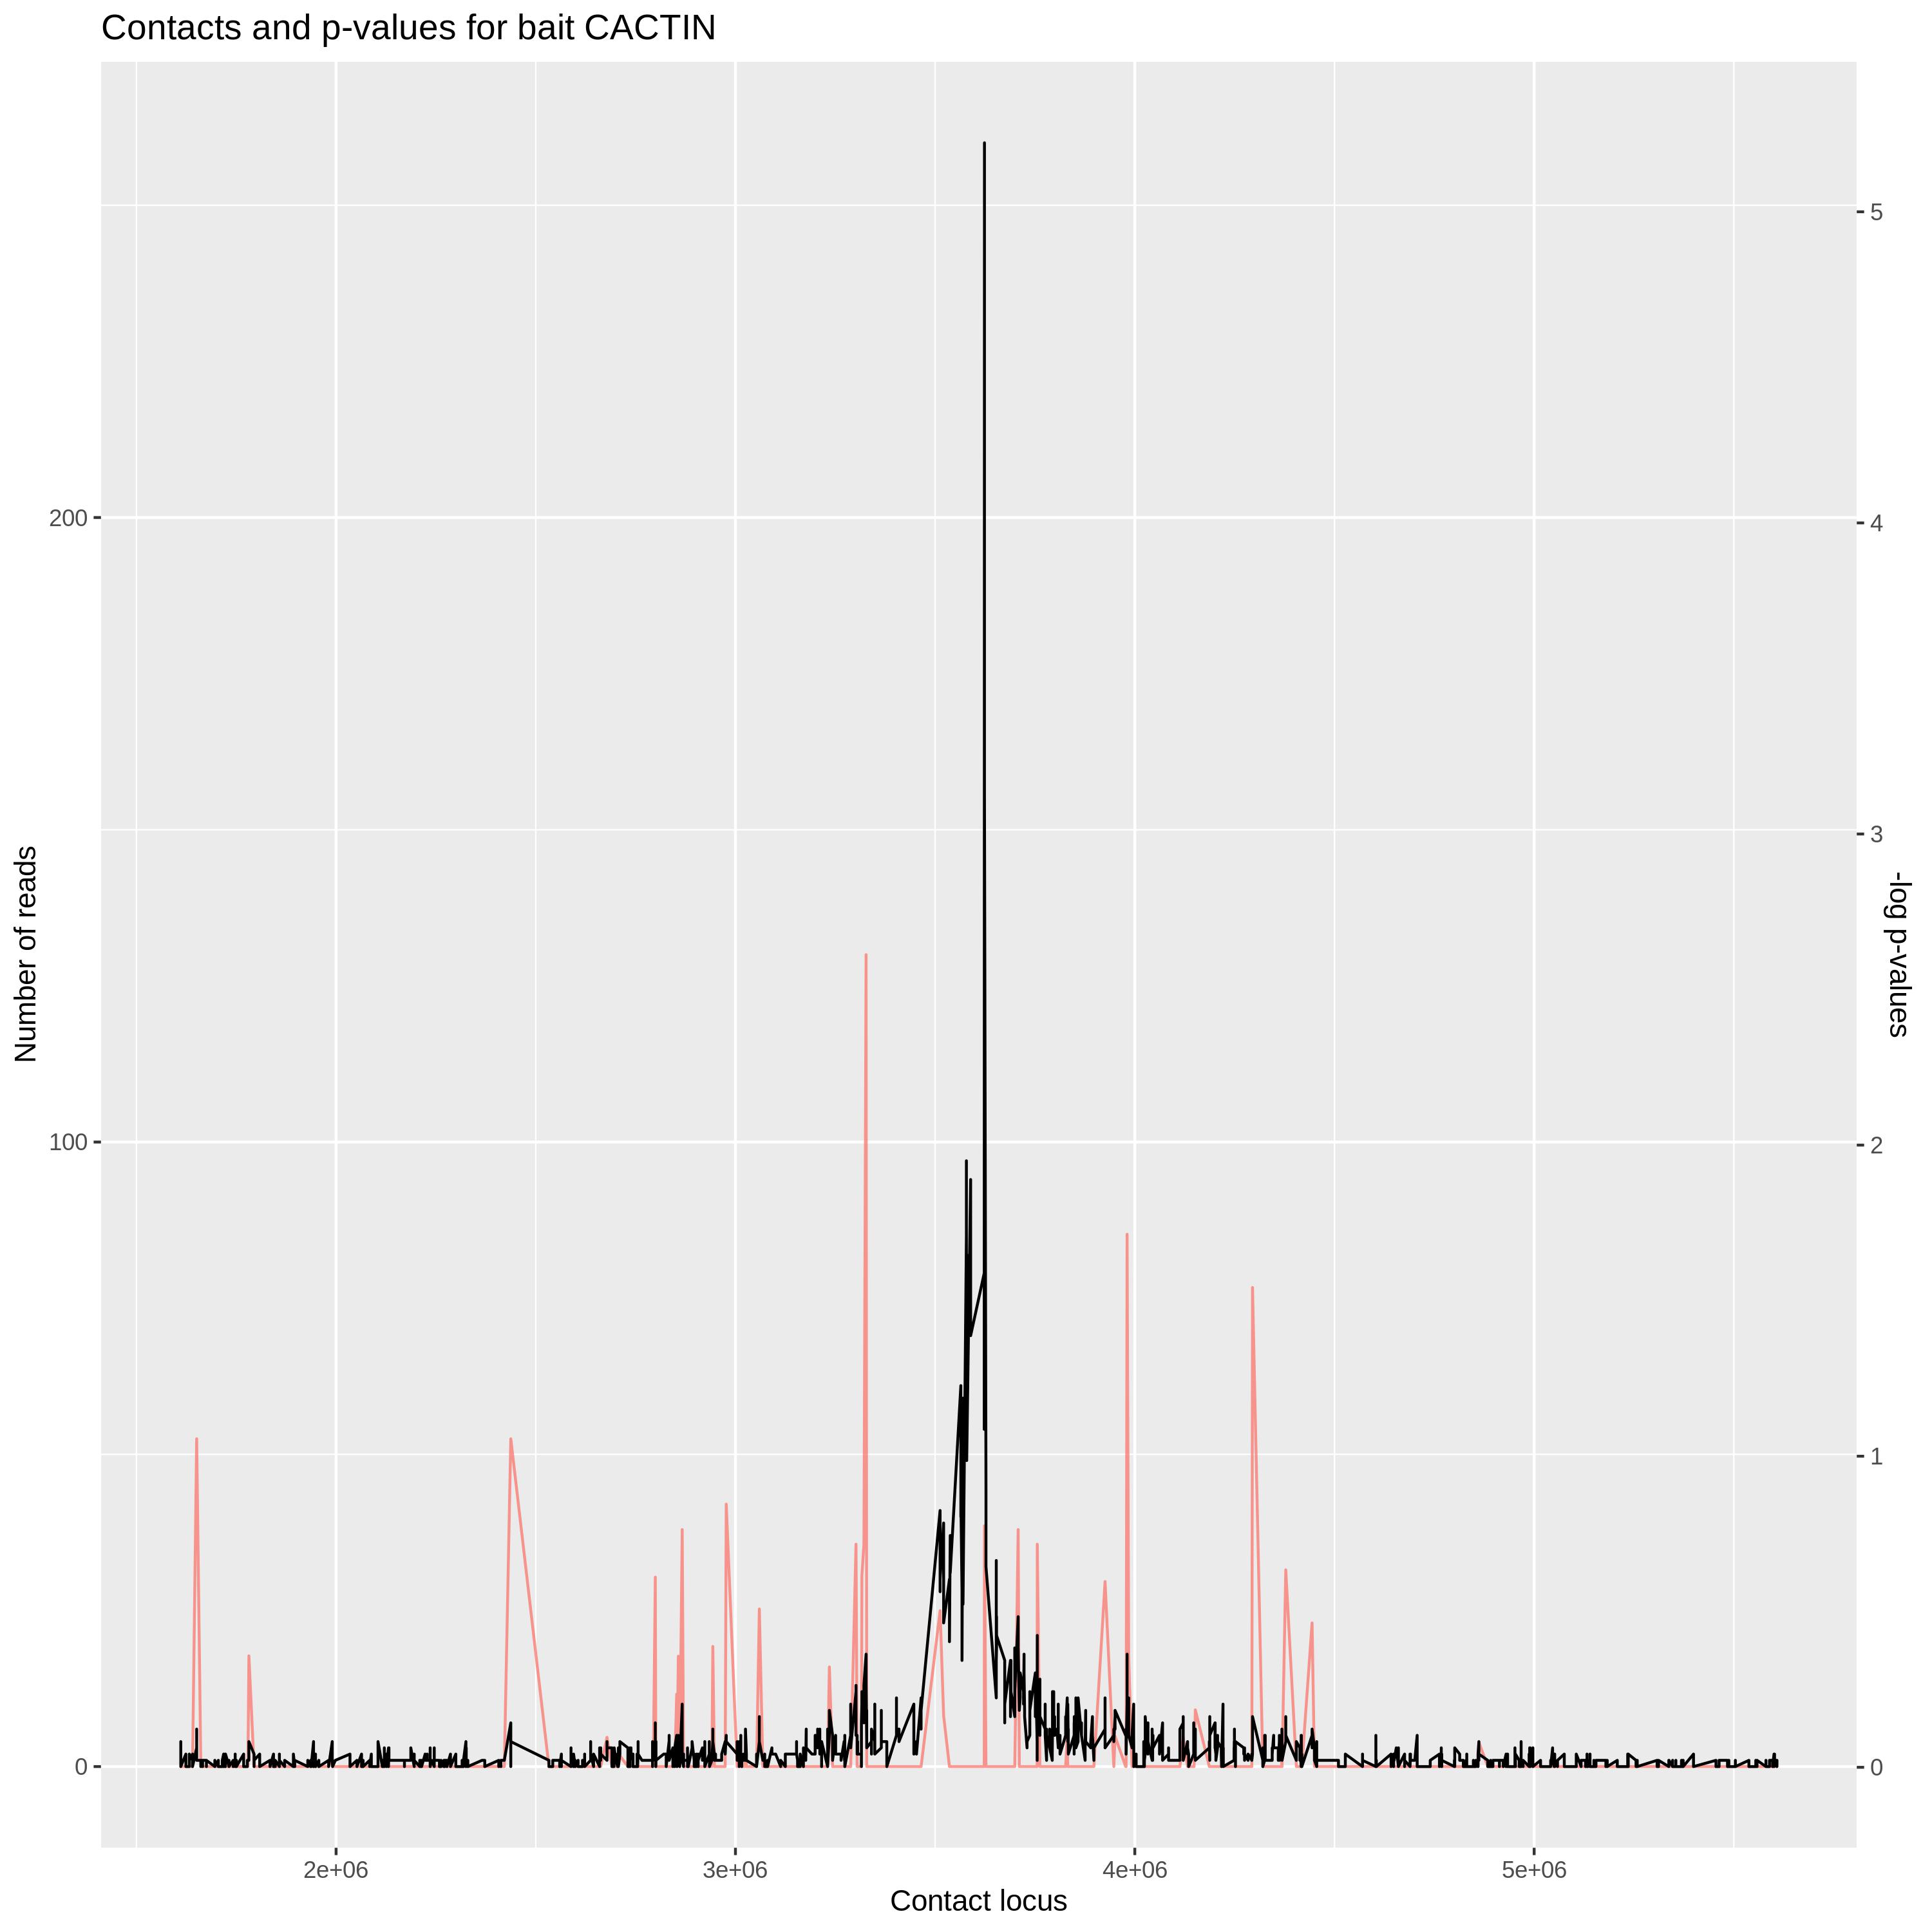 Contacts and p-values for bait CACTIN
Number of reads
200
100
0
5
4
3
2
1
0
-log p-values
2e+06
3e+06
4e+06
5e+06
Contact locus